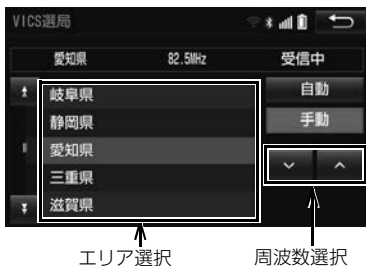 VICS選局
愛知県 82.5MHz 受信中
岐阜県
静岡県
愛知県
三重県
滋賀県
自動
手動
エリア選択
周波数選択